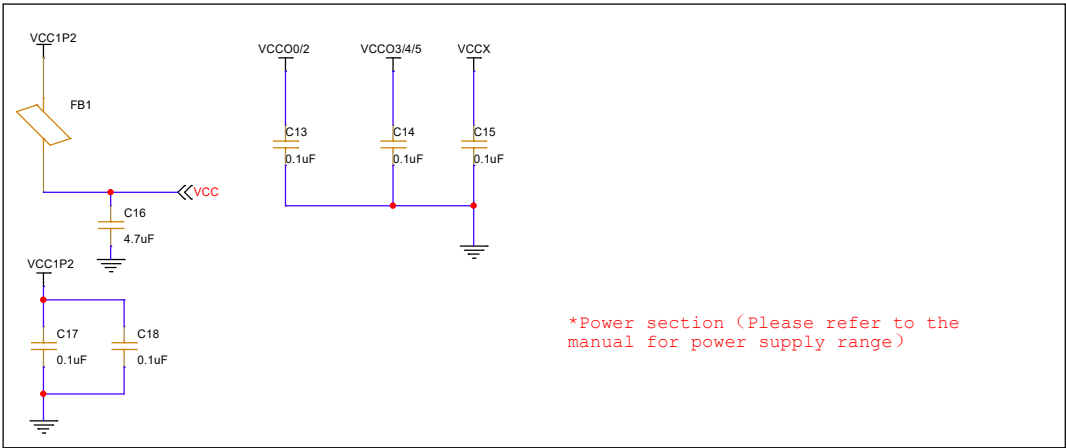 VCC1P2
FB1
VCC
C16
4.7uF
VCCO0/2
VCCO3/4/5
VCCX
C13
0.1uF
C14
0.1uF
C15
0.1uF
VCC1P2
C17
0.1uF
C18
0.1uF
*Power section（Please refer to the
manual for power supply range）